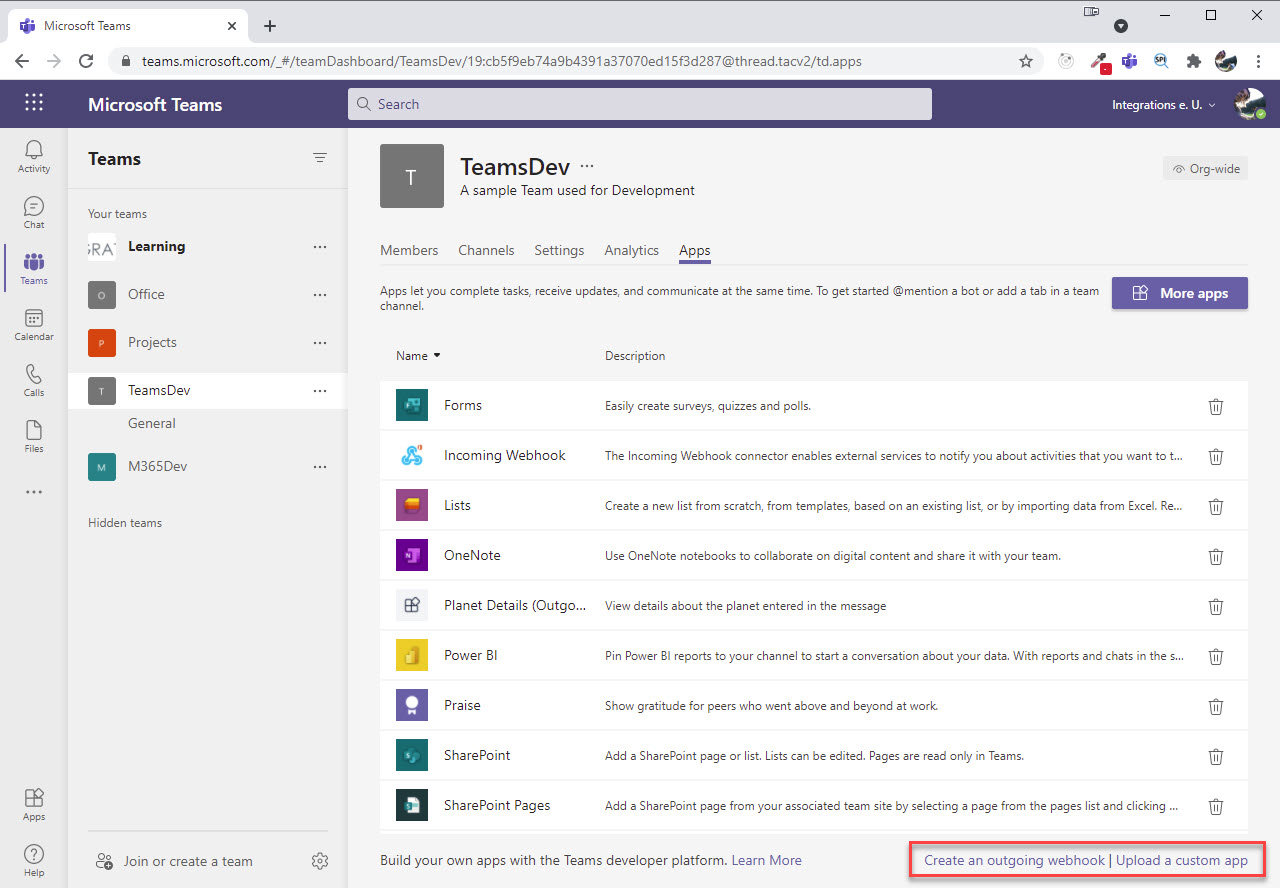 Microsoft Teams
teams.microsoft.com/_#/teamDashboard/TeamsDev/19:cb5f9eb74a9b4391a37070ed15f3d287@thread.tacv2/td.apps
SPI
Microsoft Teams
Search
Integrations e. U.
Activity
Chat
Teams
Calendar
Calls
Files
Apps
Help
Teams
Your teams
GRAT Learning
O Office
P Projects
T TeamsDev
General
M M365Dev
Hidden teams
Join or create a team
T
TeamsDev ...
A sample Team used for Development
Org-wide
Members Channels Settings Analytics Apps
Apps let you complete tasks, receive updates, and communicate at the same time. To get started @mention a bot or add a tab in a team
channel.
More apps
Name Description
Forms Easily create surveys, quizzes and polls.
Incoming Webhook The Incoming Webhook connector enables external services to notify you about activities that you want to t...
Lists Create a new list from scratch, from templates, based on an existing list, or by importing data from Excel. Re...
OneNote Use OneNote notebooks to collaborate on digital content and share it with your team.
Planet Details (Outgo... View details about the planet entered in the message
Power BI Pin Power BI reports to your channel to start a conversation about your data. With reports and chats in the s...
Praise Show gratitude for peers who went above and beyond at work.
SharePoint Add a SharePoint page or list. Lists can be edited. Pages are read only in Teams.
SharePoint Pages Add a SharePoint page from your associated team site by selecting a page from the pages list and clicking ...
Build your own apps with the Teams developer platform. Learn More
Create an outgoing webhook | Upload a custom app